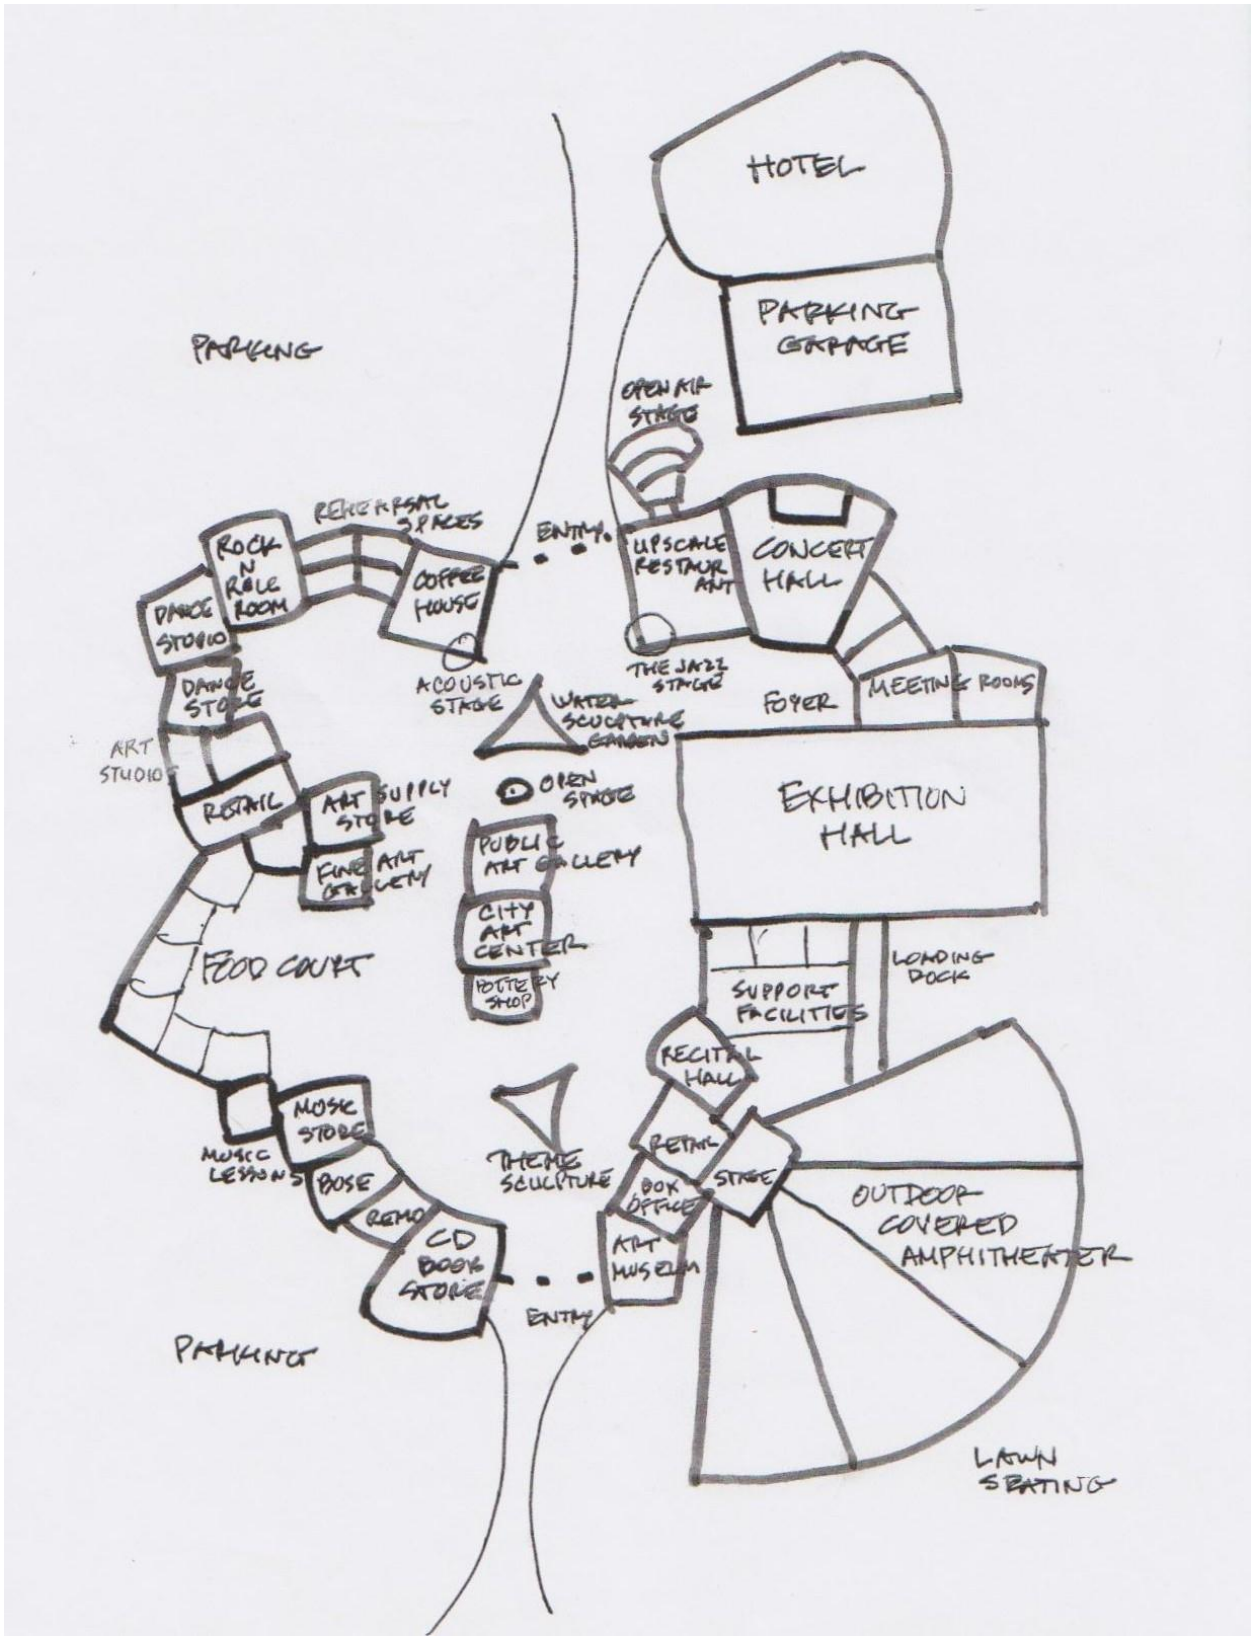 HOTEL
PARKING
GARAGE
PARKING
OPEN AIR
STAGE
REHEARSAL
SPACES
ENTRY
ROCK
N
ROLE
ROOM
COFFEE
HOUSE
UPSCALE
RESTAUR
ANT
CONCERT
HALL
DANCE
STUDIO
DANCE
STORE
ACOUSTIC
STAGE
THE JAZZ
STAGE
WATER
SCULPTURE
GARDEN
FOYER
MEETING ROOMS
ART
STUDIO
RETAIL
ART SUPPLY
STORE
OPEN
STAGE
EXHIBITION
HALL
FINE ART
GALLERY
PUBLIC
ART GALLERY
CITY
ART
CENTER
POTTERY
SHOP
FOOD COURT
LOADING
DOCK
SUPPORT
FACILITIES
RECITAL
HALL
MUSIC
STORE
MUSIC
LESSONS
BOSE
REMO
THEME
SCULPTURE
RETAIL
STAGE
BOX
OFFICE
OUTDOOR
COVERED
AMPHITHEATER
CD
BOOK
STORE
ART
MUSEUM
ENTRY
PARKING
LAWN
SEATING